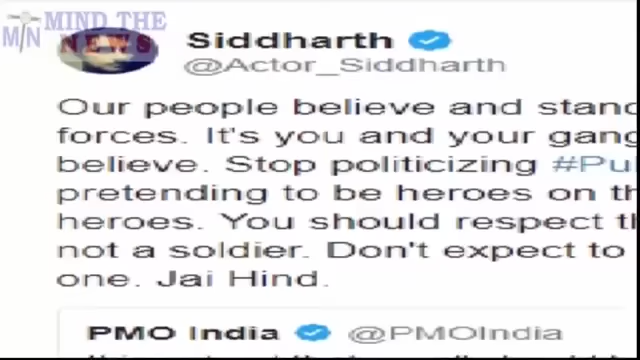 MIND THE
NEWS
MTN
Siddharth
@Actor_Siddharth
Our people believe and stand
forces. It's you and your gang
believe. Stop politicizing #Pu
pretending to be heroes on th
heroes. You should respect th
not a soldier. Don't expect to
one. Jai Hind.
PMO India @PMOIndia